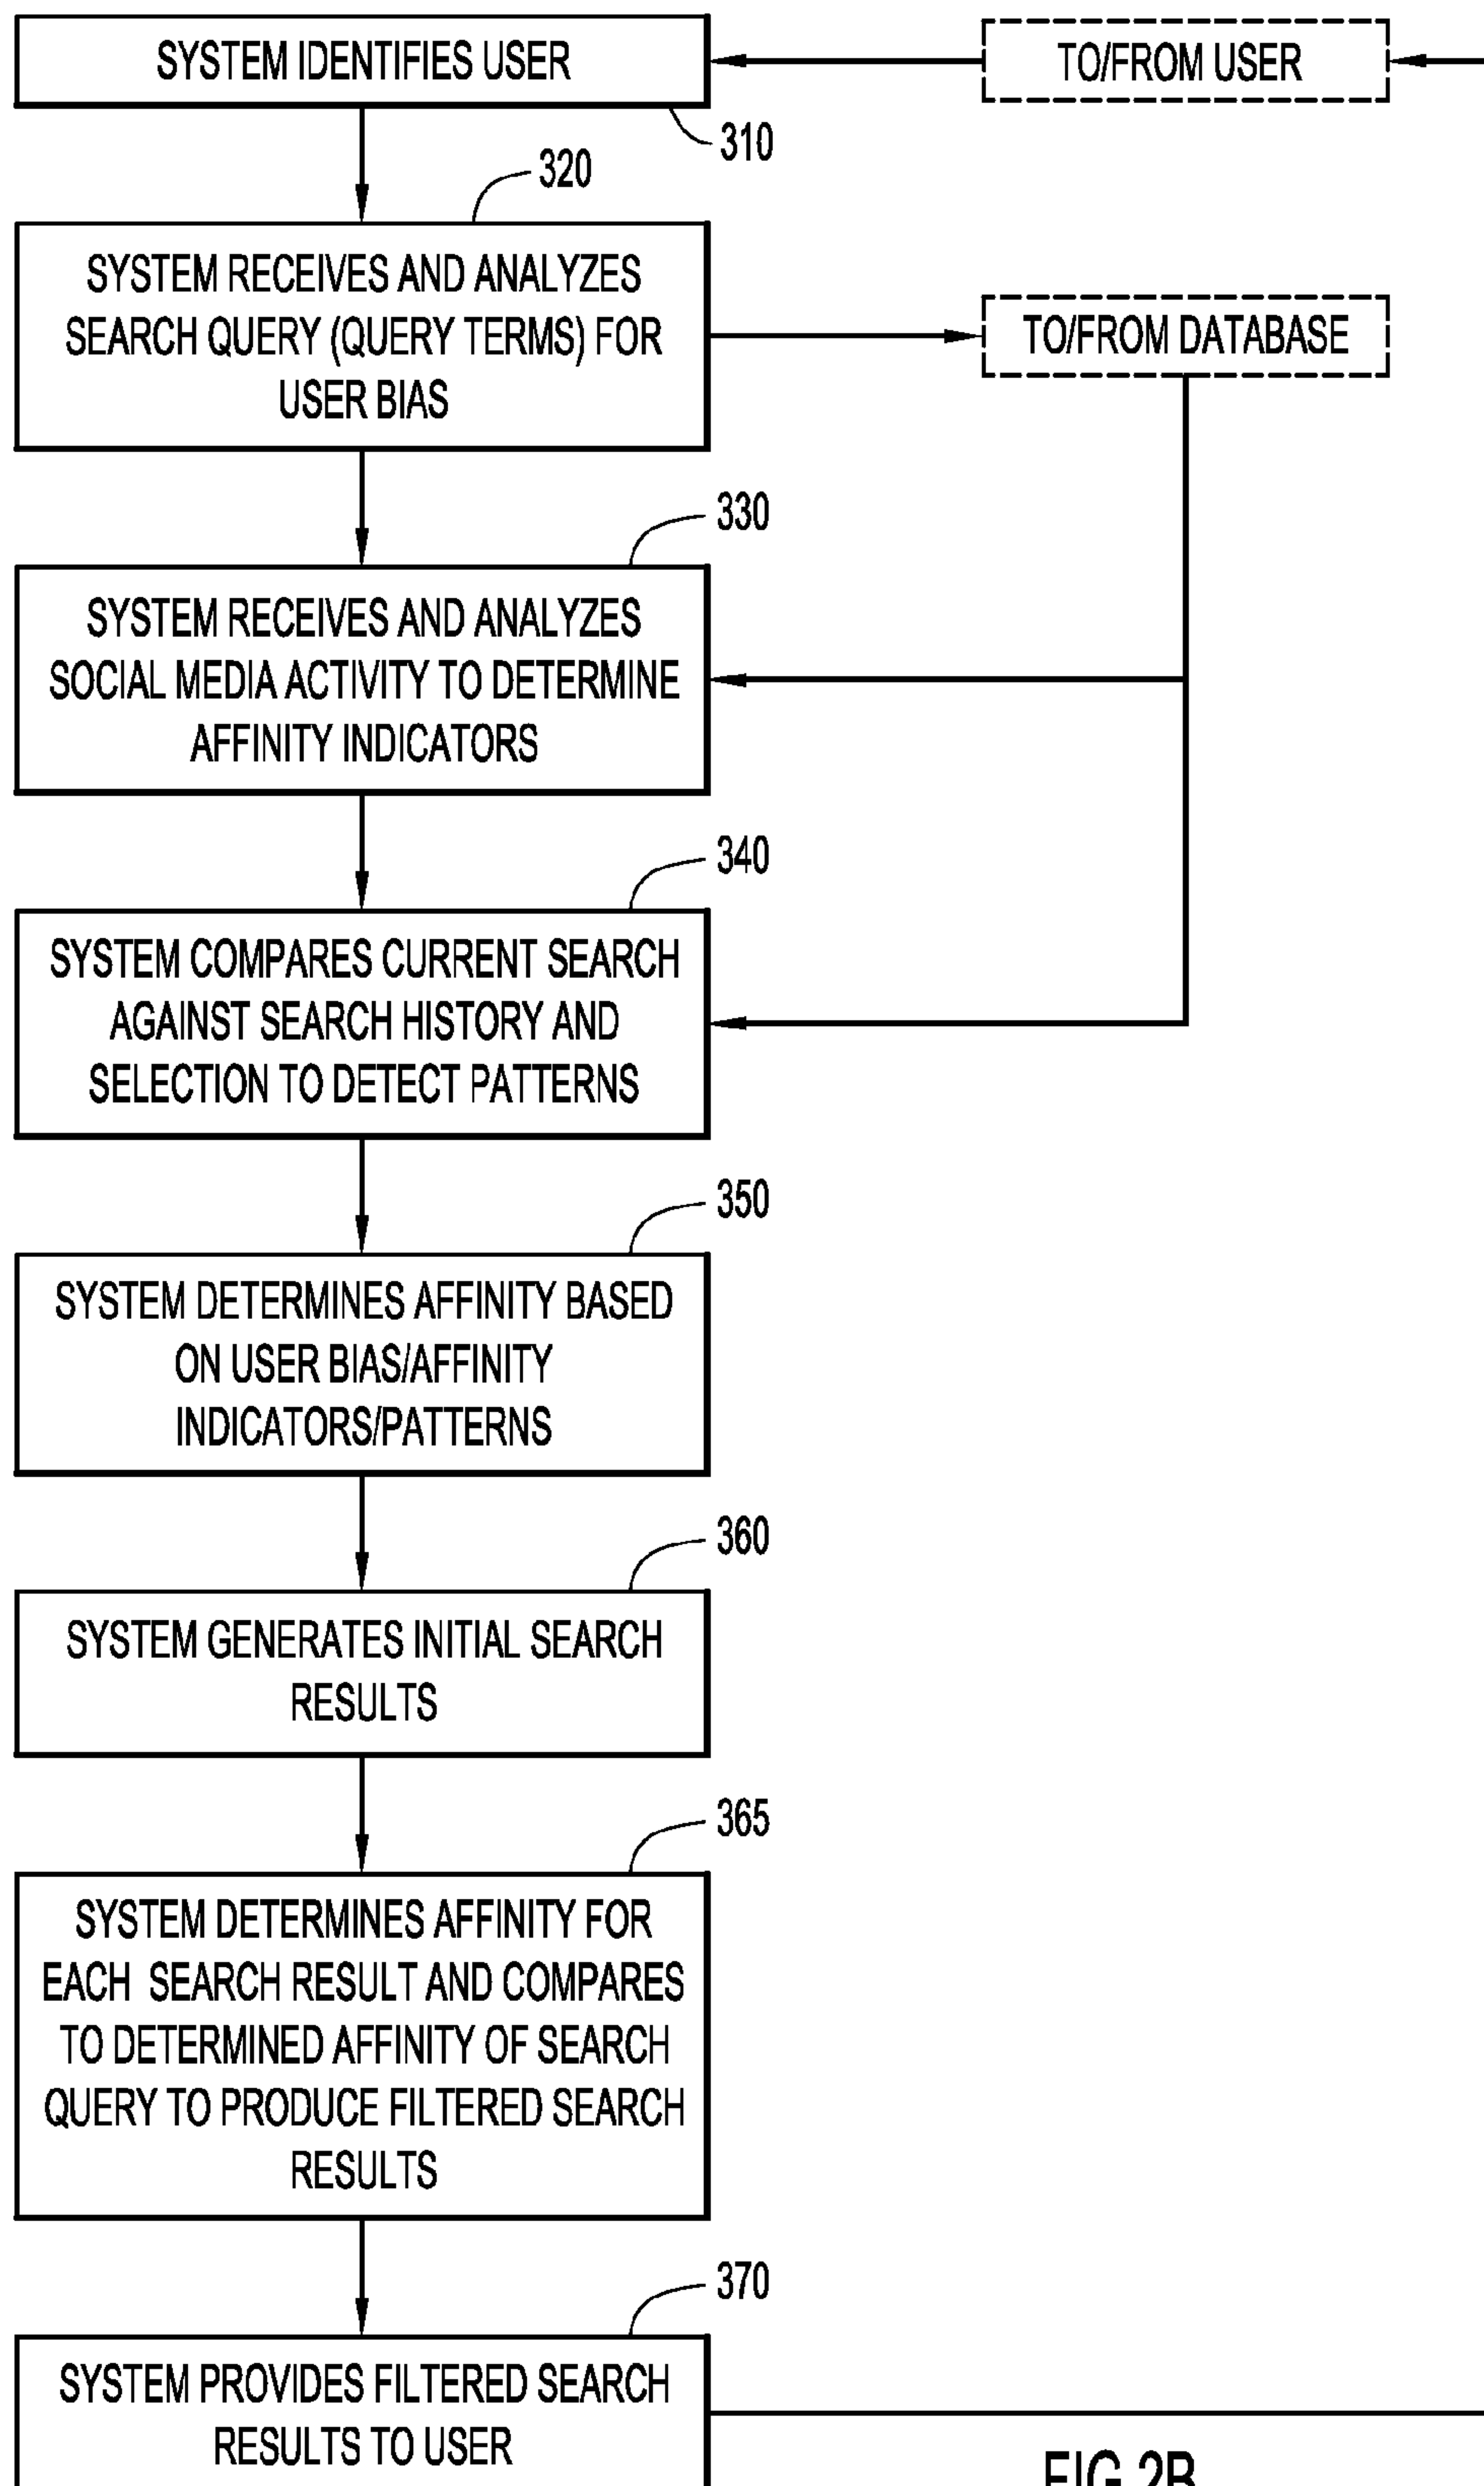 SYSTEM IDENTIFIES USER
TO/FROM USER
310
320
SYSTEM RECEIVES AND ANALYZES
SEARCH QUERY (QUERY TERMS) FOR
USER BIAS
TO/FROM DATABASE
330
SYSTEM RECEIVES AND ANALYZES
SOCIAL MEDIA ACTIVITY TO DETERMINE
AFFINITY INDICATORS
340
SYSTEM COMPARES CURRENT SEARCH
AGAINST SEARCH HISTORY AND
SELECTION TO DETECT PATTERNS
350
SYSTEM DETERMINES AFFINITY BASED
ON USER BIAS/AFFINITY
INDICATORS/PATTERNS
360
SYSTEM GENERATES INITIAL SEARCH
RESULTS
365
SYSTEM DETERMINES AFFINITY FOR
EACH SEARCH RESULT AND COMPARES
TO DETERMINED AFFINITY OF SEARCH
QUERY TO PRODUCE FILTERED SEARCH
RESULTS
370
SYSTEM PROVIDES FILTERED SEARCH
RESULTS TO USER
FIG.2B